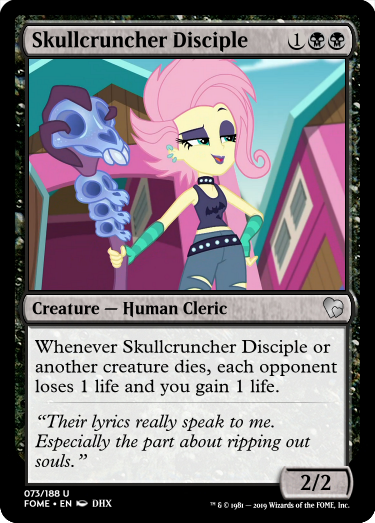 Skullcruncher Disciple 1
Creature — Human Cleric
Whenever Skullcruncher Disciple or
another creature dies, each opponent
loses 1 life and you gain 1 life.
“Their lyrics really speak to me.
Especially the part about ripping out
souls.”
2/2
073/188 U
FOME • EN DHX
™ & © 1981 — 2019 Wizards of the FOME, Inc.